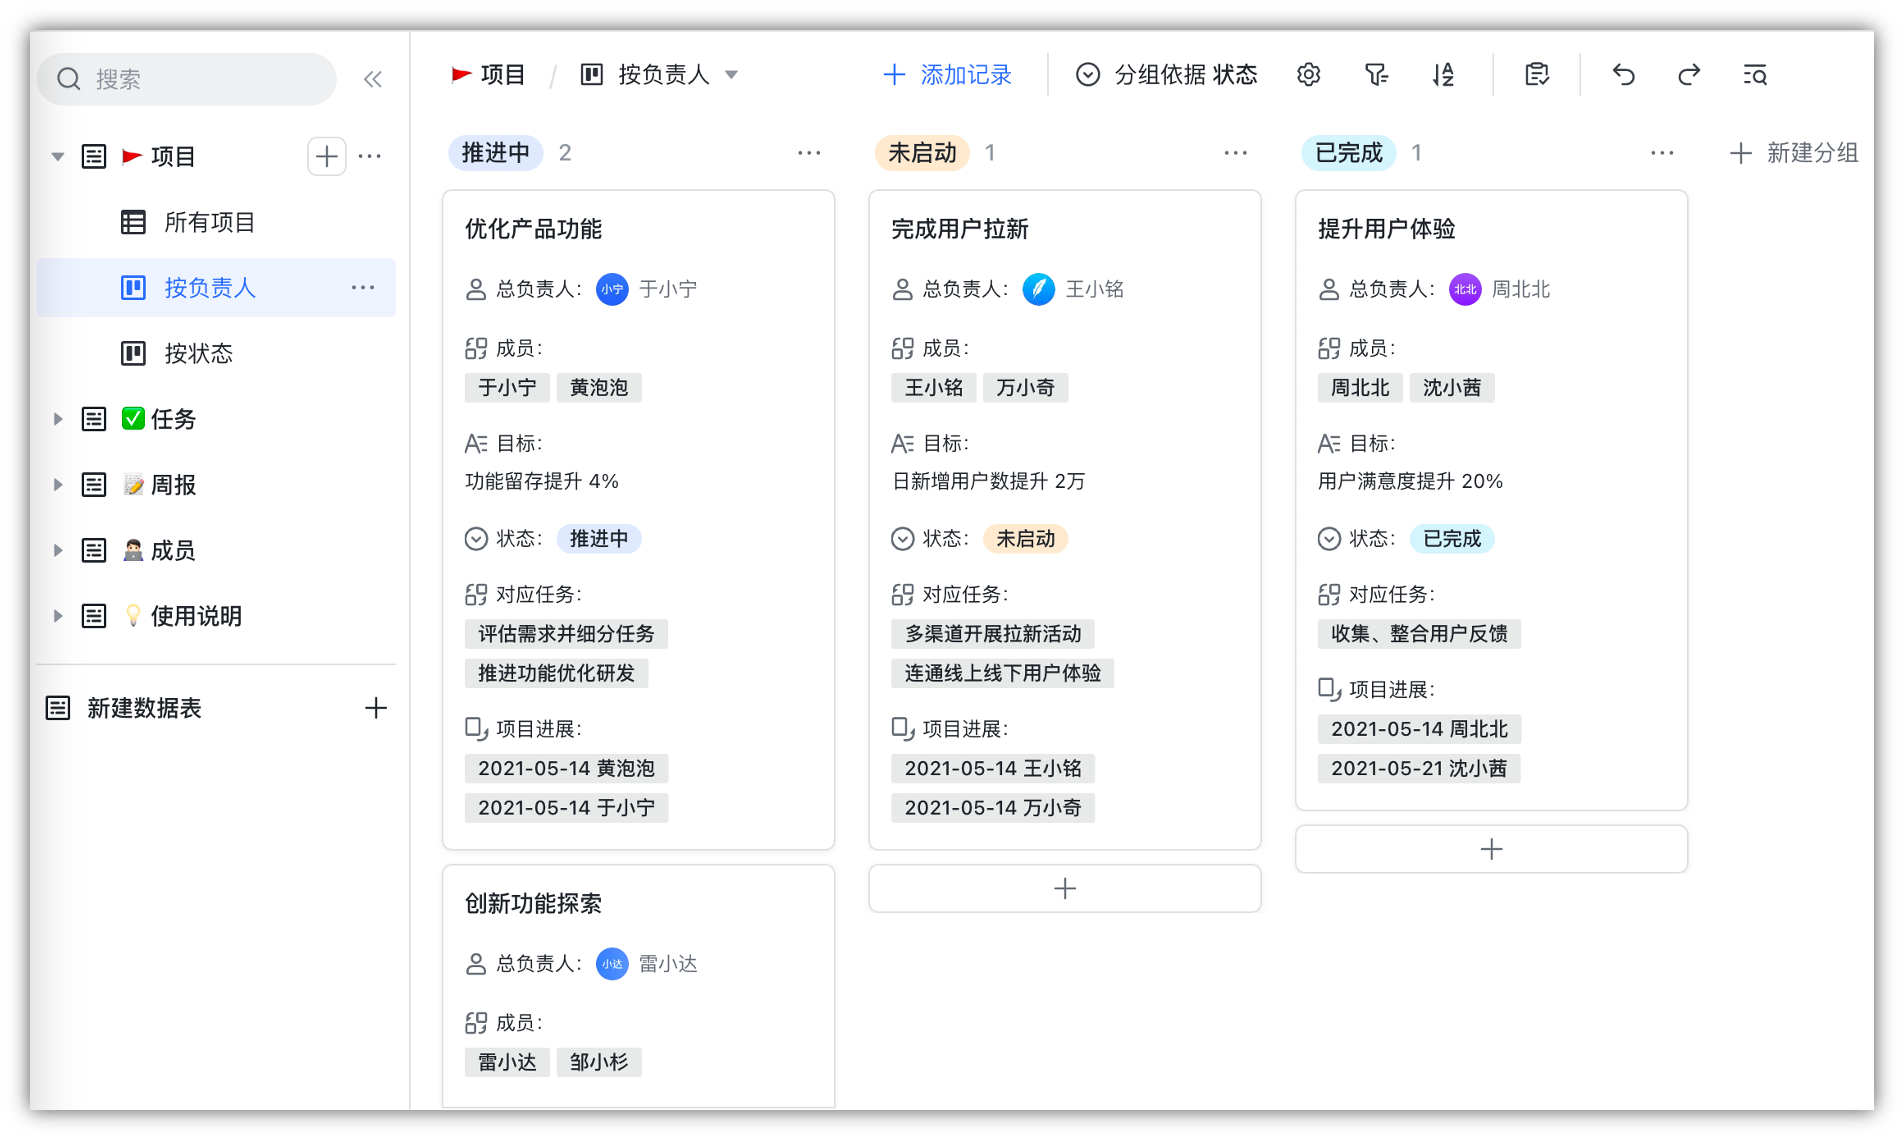 搜索
项目
所有项目
按负责人
按状态
任务
周报
成员
使用说明
新建数据表
项目 / 按负责人
添加记录
分组依据 状态
推进中 2
优化产品功能
总负责人: 小宁 于小宁
成员:
于小宁 黄泡泡
目标:
功能留存提升 4%
状态: 推进中
对应任务:
评估需求并细分任务
推进功能优化研发
项目进展:
2021-05-14 黄泡泡
2021-05-14 于小宁
创新功能探索
总负责人: 小达 雷小达
成员:
雷小达 邹小杉
未启动 1
完成用户拉新
总负责人: 王小铭
成员:
王小铭 万小奇
目标:
日新增用户数提升 2万
状态: 未启动
对应任务:
多渠道开展拉新活动
连通线上线下用户体验
项目进展:
2021-05-14 王小铭
2021-05-14 万小奇
已完成 1
提升用户体验
总负责人: 北北 周北北
成员:
周北北 沈小茜
目标:
用户满意度提升 20%
状态: 已完成
对应任务:
收集、整合用户反馈
项目进展:
2021-05-14 周北北
2021-05-21 沈小茜
新建分组